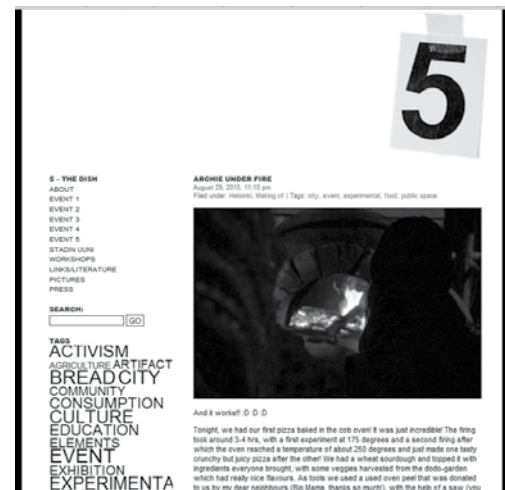 5
5 – THE DISH
ABOUT
EVENT 1
EVENT 2
EVENT 3
EVENT 4
EVENT 5
STADIN UUNI
WORKSHOPS
LINKS/LITERATURE
PICTURES
PRESS
SEARCH:
GO
TAGS
ACTIVISM
AGRICULTURE ARTIFACT
BREAD CITY
COMMUNITY
CONSUMPTION
CULTURE
EDUCATION
ELEMENTS
EVENT
EXHIBITION
EXPERIMENTA
ARCHIE UNDER FIRE
August 29, 2010, 11:10 pm
Filed under: Helsinki, Making of | Tags: city, event, experimental, food, public space
And it works!! :D :D :D
Tonight, we had our first pizza baked in the cob oven! It was just incredible! The firing
took around 3-4 hrs, with a first experiment at 175 degrees and a second firing after
which the oven reached a temperature of about 250 degrees and just made one tasty
crunchy but juicy pizza after the other! We had a wheat sourdough and topped it with
ingredients everyone brought, with some veggies harvested from the dodo-garden
which had really nice flavours. As tools we used a used oven peel that was donated
to us by my dear neighbours (Big Mama, thanks so much!), with the help of a saw (you